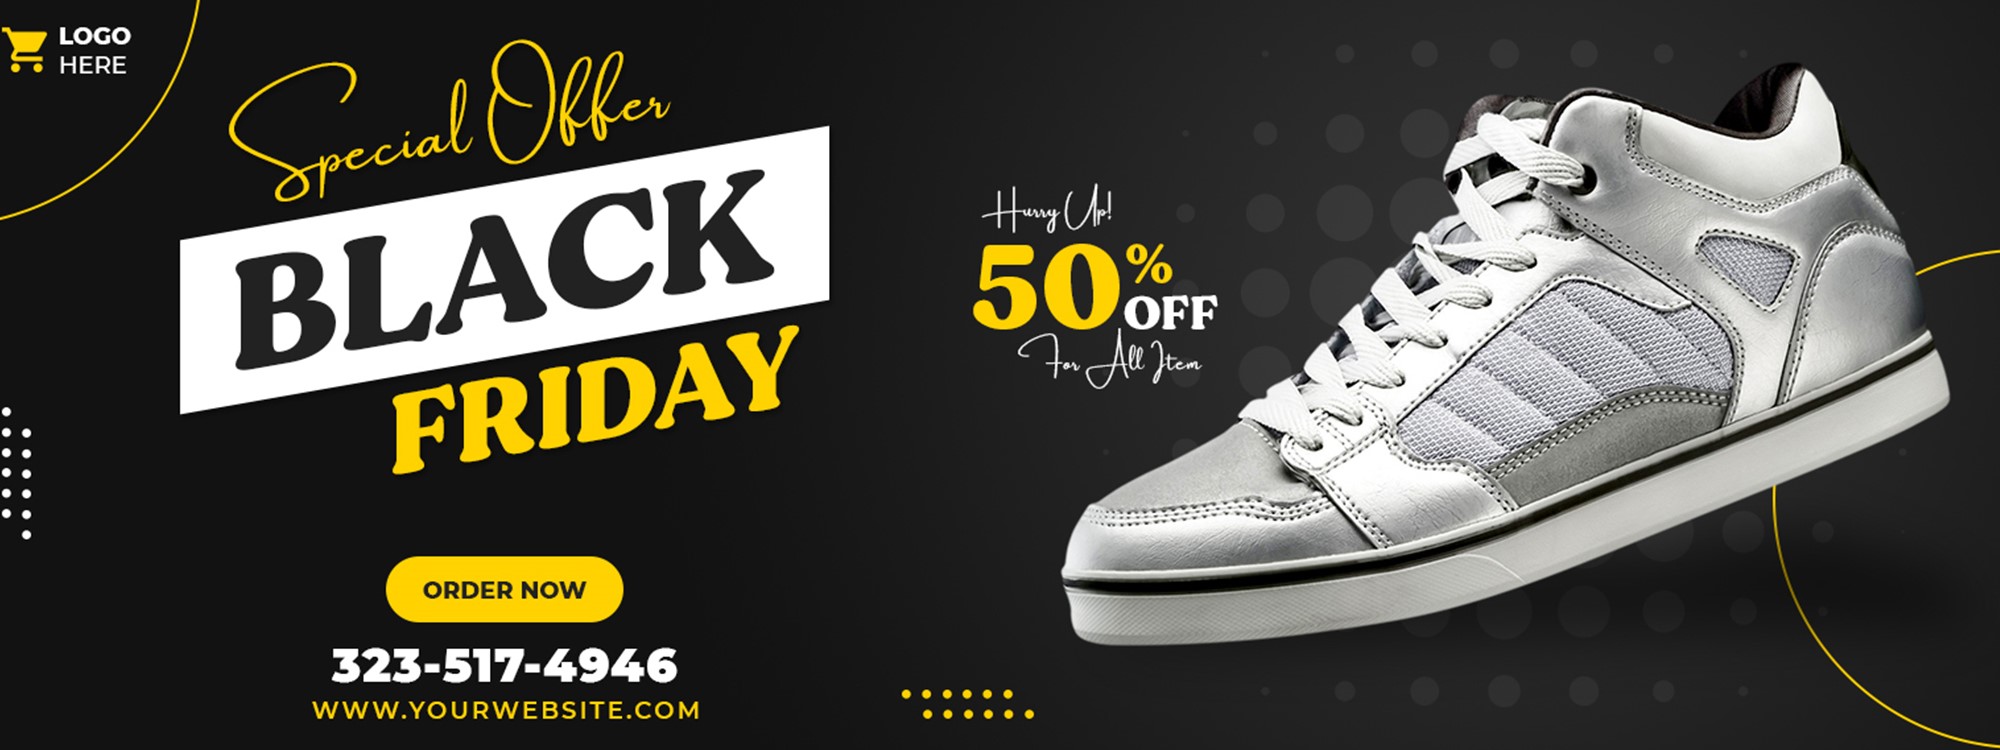 LOGO
HERE
Special Offer
BLACK
FRIDAY
Hurry Up!
50%
OFF
For All Item
ORDER NOW
323-517-4946
WWW.YOURWEBSITE.COM